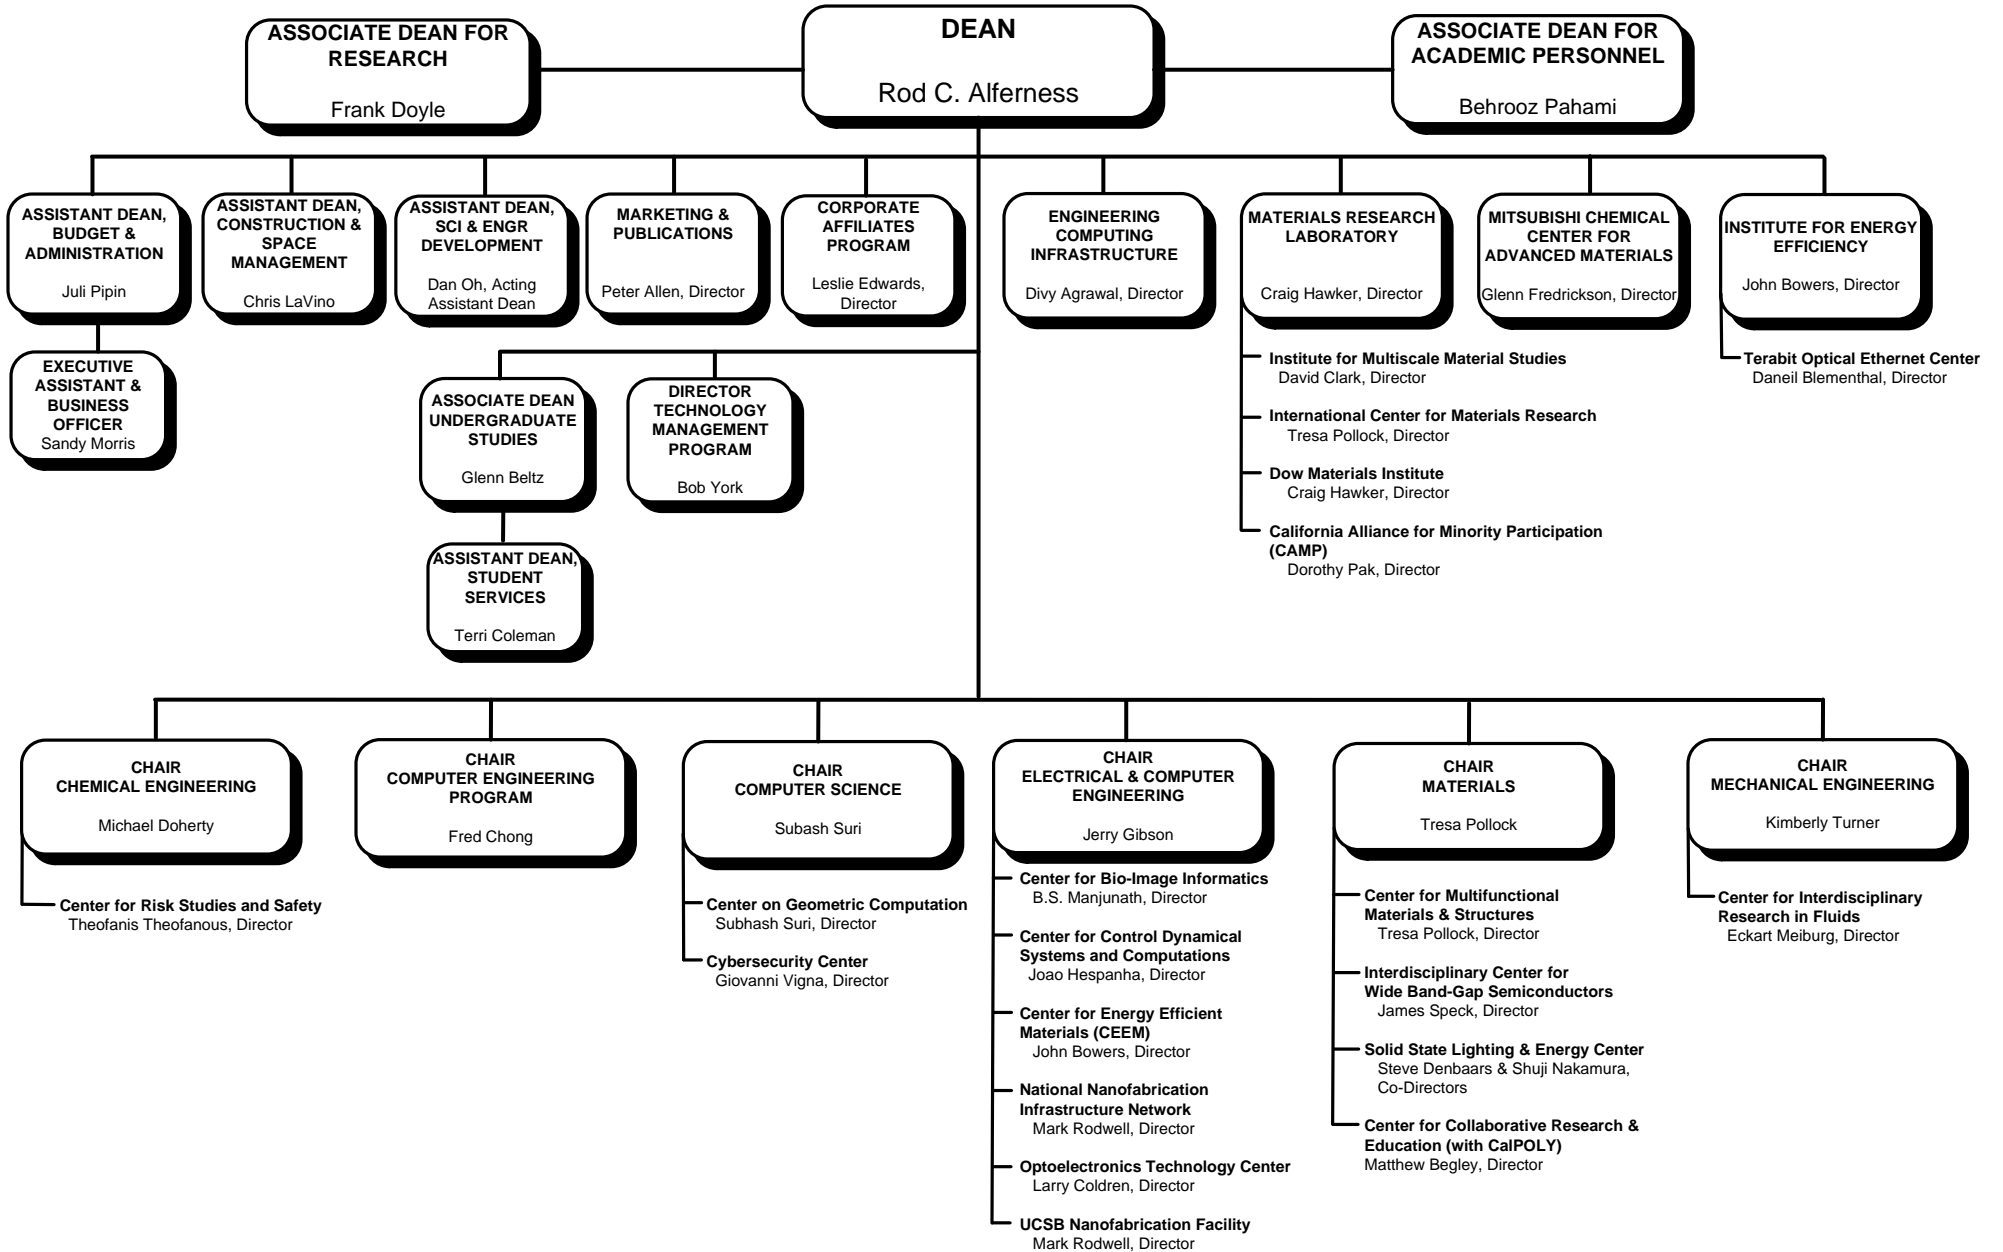 ASSOCIATE DEAN FOR
RESEARCH
Frank Doyle
DEAN
Rod C. Alferness
ASSOCIATE DEAN FOR
ACADEMIC PERSONNEL
Behrooz Pahami
ASSISTANT DEAN,
BUDGET &
ADMINISTRATION
Juli Pipin
ASSISTANT DEAN,
CONSTRUCTION &
SPACE
MANAGEMENT
Chris LaVino
ASSISTANT DEAN,
SCI & ENGR
DEVELOPMENT
Dan Oh, Acting
Assistant Dean
MARKETING &
PUBLICATIONS
Peter Allen, Director
CORPORATE
AFFILIATES
PROGRAM
Leslie Edwards,
Director
ENGINEERING
COMPUTING
INFRASTRUCTURE
Divy Agrawal, Director
MATERIALS RESEARCH
LABORATORY
Craig Hawker, Director
MITSUBISHI CHEMICAL
CENTER FOR
ADVANCED MATERIALS
Glenn Fredrickson, Director
INSTITUTE FOR ENERGY
EFFICIENCY
John Bowers, Director
EXECUTIVE
ASSISTANT &
BUSINESS
OFFICER
Sandy Morris
ASSOCIATE DEAN
UNDERGRADUATE
STUDIES
Glenn Beltz
DIRECTOR
TECHNOLOGY
MANAGEMENT
PROGRAM
Bob York
Institute for Multiscale Material Studies
David Clark, Director
International Center for Materials Research
Tresa Pollock, Director
Dow Materials Institute
Craig Hawker, Director
California Alliance for Minority Participation
(CAMP)
Dorothy Pak, Director
Terabit Optical Ethernet Center
Daneil Blementhal, Director
ASSISTANT DEAN,
STUDENT
SERVICES
Terri Coleman
CHAIR
CHEMICAL ENGINEERING
Michael Doherty
Center for Risk Studies and Safety
Theofanis Theofanous, Director
CHAIR
COMPUTER ENGINEERING
PROGRAM
Fred Chong
CHAIR
COMPUTER SCIENCE
Subash Suri
Center on Geometric Computation
Subhash Suri, Director
Cybersecurity Center
Giovanni Vigna, Director
CHAIR
ELECTRICAL & COMPUTER
ENGINEERING
Jerry Gibson
Center for Bio-Image Informatics
B.S. Manjunath, Director
Center for Control Dynamical
Systems and Computations
Joao Hespanha, Director
Center for Energy Efficient
Materials (CEEM)
John Bowers, Director
National Nanofabrication
Infrastructure Network
Mark Rodwell, Director
Optoelectronics Technology Center
Larry Coldren, Director
UCSB Nanofabrication Facility
Mark Rodwell, Director
CHAIR
MATERIALS
Tresa Pollock
Center for Multifunctional
Materials & Structures
Tresa Pollock, Director
Interdisciplinary Center for
Wide Band-Gap Semiconductors
James Speck, Director
Solid State Lighting & Energy Center
Steve Denbaars & Shuji Nakamura,
Co-Directors
Center for Collaborative Research &
Education (with CalPOLY)
Matthew Begley, Director
CHAIR
MECHANICAL ENGINEERING
Kimberly Turner
Center for Interdisciplinary
Research in Fluids
Eckart Meiburg, Director